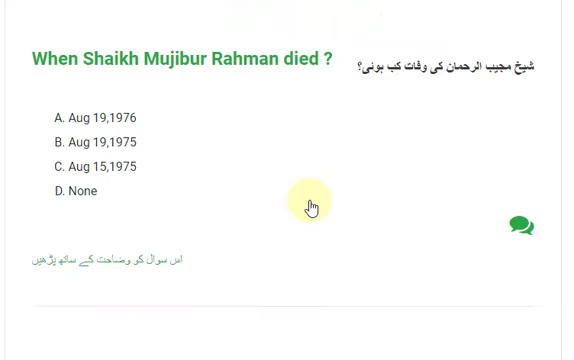 When Shaikh Mujibur Rahman died ?
شیخ مجیب الرحمان کی وفات کب ہوئی؟
A. Aug 19,1976
B. Aug 19,1975
C. Aug 15,1975
D. None
اس سوال کو وضاحت کے ساتھ پڑھیں